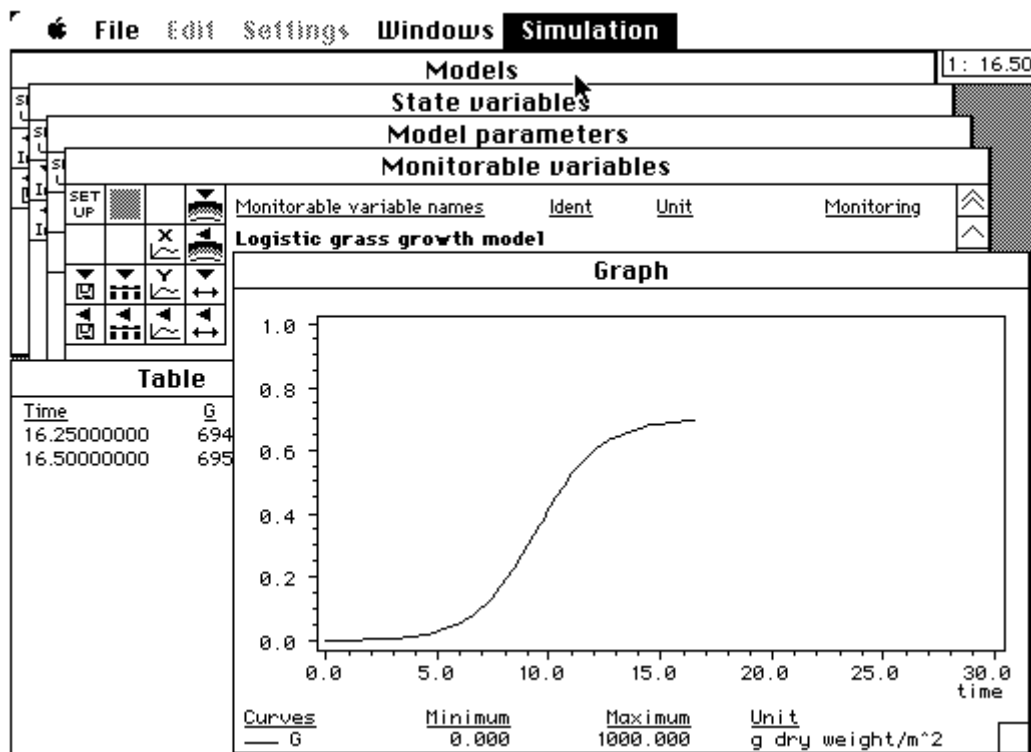 File Edit Settings Windows Simulation
1: 16.50
Models
State variables
Model parameters
Monitorable variables
SET UP
Monitorable variable names Ident Unit Monitoring
Logistic grass growth model
X
Y
Graph
1.0
0.8
0.6
0.4
0.2
0.0
0.0 5.0 10.0 15.0 20.0 25.0 30.0
time
Curves Minimum Maximum Unit
G 0.000 1000.000 g dry weight/m^2
Table
Time G
16.25000000 694
16.50000000 695